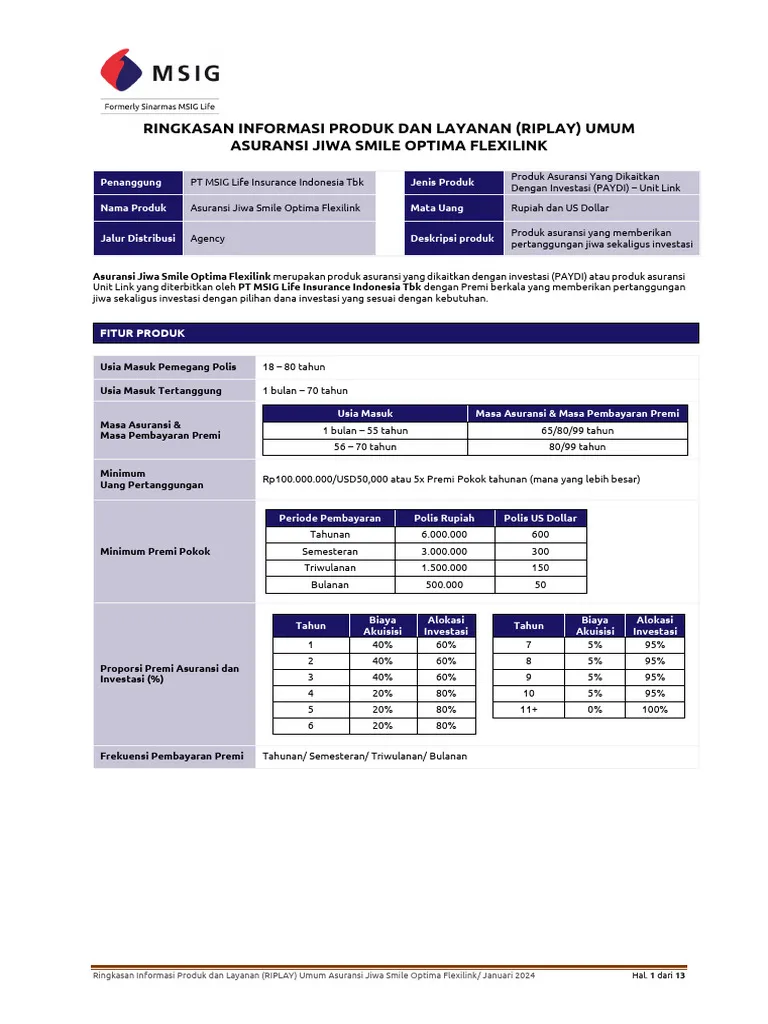 MSIG
Formerly Sinarmas MSIG Life
RINGKASAN INFORMASI PRODUK DAN LAYANAN (RIPLAY) UMUM
ASURANSI JIWA SMILE OPTIMA FLEXILINK
Penanggung PT MSIG Life Insurance Indonesia Tbk
Nama Produk Asuransi Jiwa Smile Optima Flexilink
Jalur Distribusi Agency
Jenis Produk Produk Asuransi Yang Dikaitkan
Dengan Investasi (PAYDI) – Unit Link
Mata Uang Rupiah dan US Dollar
Deskripsi produk Produk asuransi yang memberikan
pertanggungan jiwa sekaligus investasi
Asuransi Jiwa Smile Optima Flexilink merupakan produk asuransi yang dikaitkan dengan investasi (PAYDI) atau produk asuransi
Unit Link yang diterbitkan oleh PT MSIG Life Insurance Indonesia Tbk dengan Premi berkala yang memberikan pertanggungan
jiwa sekaligus investasi dengan pilihan dana investasi yang sesuai dengan kebutuhan.
FITUR PRODUK
Usia Masuk Pemegang Polis 18 – 80 tahun
Usia Masuk Tertanggung 1 bulan – 70 tahun
Masa Asuransi &
Masa Pembayaran Premi
Usia Masuk Masa Asuransi & Masa Pembayaran Premi
1 bulan – 55 tahun 65/80/99 tahun
56 – 70 tahun 80/99 tahun
Minimum
Uang Pertanggungan
Rp100.000.000/USD50,000 atau 5x Premi Pokok tahunan (mana yang lebih besar)
Minimum Premi Pokok
Periode Pembayaran Polis Rupiah Polis US Dollar
Tahunan 6.000.000 600
Semesteran 3.000.000 300
Triwulanan 1.500.000 150
Bulanan 500.000 50
Proporsi Premi Asuransi dan
Investasi (%)
Tahun Biaya Akuisisi Alokasi Investasi
1 40% 60%
2 40% 60%
3 40% 60%
4 20% 80%
5 20% 80%
6 20% 80%
Tahun Biaya Akuisisi Alokasi Investasi
7 5% 95%
8 5% 95%
9 5% 95%
10 5% 95%
11+ 0% 100%
Frekuensi Pembayaran Premi Tahunan/ Semesteran/ Triwulanan/ Bulanan
Ringkasan Informasi Produk dan Layanan (RIPLAY) Umum Asuransi Jiwa Smile Optima Flexilink/ Januari 2024 Hal. 1 dari 13